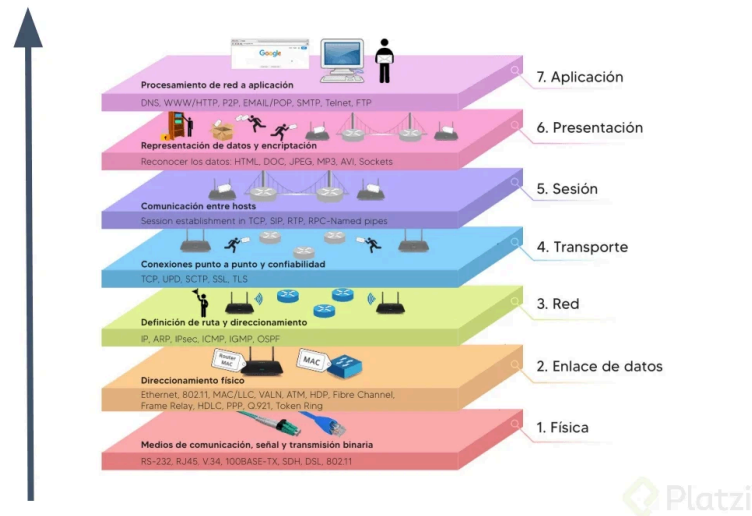 Google
Procesamiento de red a aplicación
DNS, WWW/HTTP, P2P, EMAIL/POP, SMTP, Telnet, FTP
7. Aplicación
Representación de datos y encriptación
Reconocer los datos: HTML, DOC, JPEG, MP3, AVI, Sockets
6. Presentación
Comunicación entre hosts
Session establishment in TCP, SIP, RTP, RPC-Named pipes
5. Sesión
Conexiones punto a punto y confiabilidad
TCP, UPD, SCTP, SSL, TLS
4. Transporte
Definición de ruta y direccionamiento
IP, ARP, IPsec, ICMP, IGMP, OSPF
3. Red
Router
MAC
MAC
Direccionamiento físico
Ethernet, 802.11, MAC/LLC, VALN, ATM, HDP, Fibre Channel,
Frame Relay, HDLC, PPP, Q.921, Token Ring
2. Enlace de datos
Medios de comunicación, señal y transmisión binaria
RS-232, RJ45, V.34, 100BASE-TX, SDH, DSL, 802.11
1. Física
Platzi